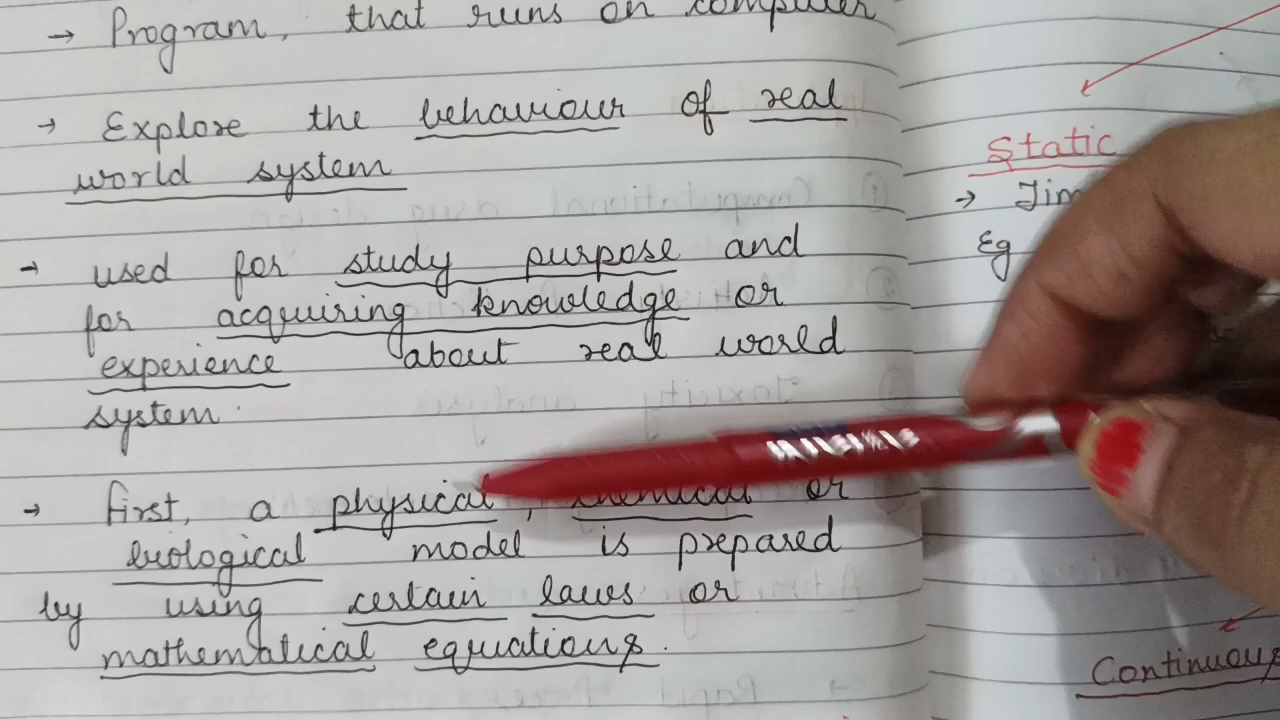 → Program, that runs on computer
→ Explore the behaviour of real
world system
→ used for study purpose and
for acquiring knowledge or
experience about real world
system.
→ first, a physical, chemical or
biological model is prepared
by using certain laws or
mathematical equations.
Static
→
Eg
Continuous